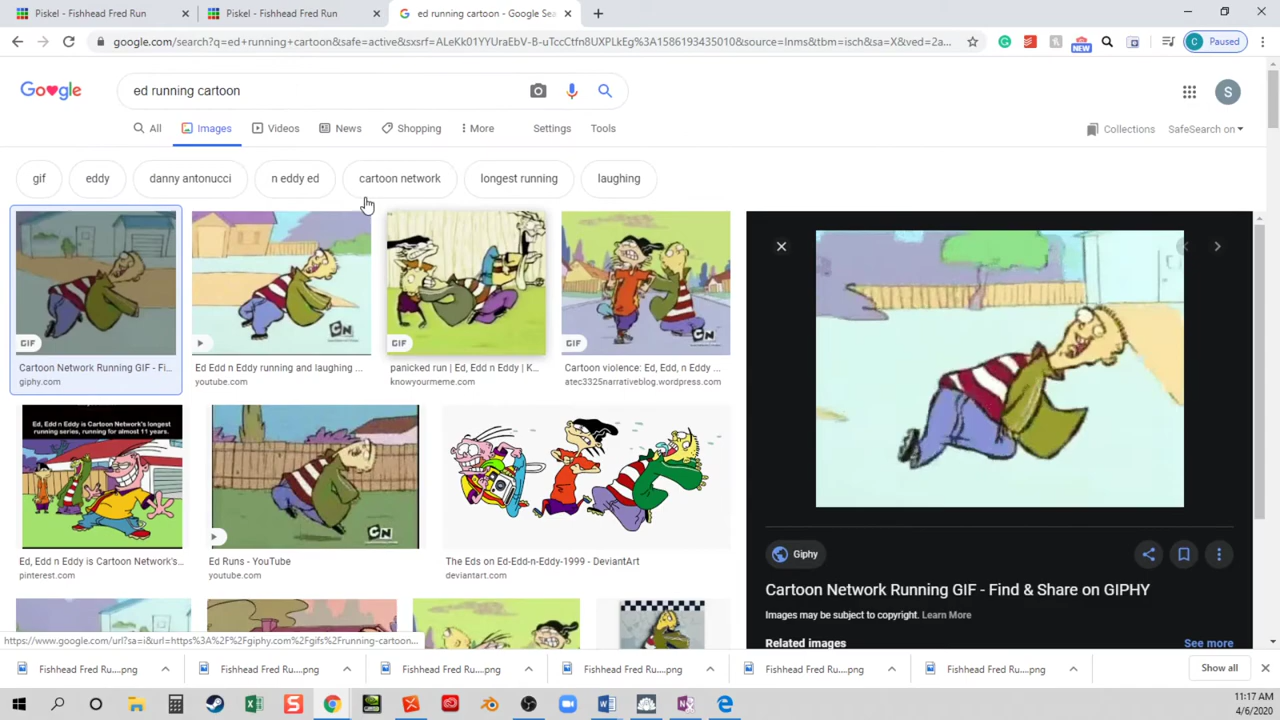 Piskel - Fishhead Fred Run
Piskel - Fishhead Fred Run
ed running cartoon - Google Sea
google.com/search?q=ed+running+cartoon&safe=active&sxsrf=ALeKk01YYUraEbV-B-uTccCtfn8UXPLkEg%3A1586193435010&source=lnms&tbm=isch&sa=X&ved=2a...
NEW
C Paused
Google
ed running cartoon
S
All
Images
Videos
News
Shopping
More
Settings
Tools
Collections
SafeSearch on
gif
eddy
danny antonucci
n eddy ed
cartoon network
longest running
laughing
GIF
CN
GIF
GIF
CN
Cartoon Network Running GIF - Fi...
giphy.com
Ed Edd n Eddy running and laughing ...
youtube.com
panicked run | Ed, Edd n Eddy | K...
knowyourmeme.com
Cartoon violence: Ed, Edd, n Eddy ...
atec3325narrativeblog.wordpress.com
Ed, Edd n Eddy is Cartoon Network's longest
running series, running for almost 11 years.
CN
Ed, Edd n Eddy is Cartoon Network's...
pinterest.com
Ed Runs - YouTube
youtube.com
The Eds on Ed-Edd-n-Eddy-1999 - DeviantArt
deviantart.com
Giphy
Cartoon Network Running GIF - Find & Share on GIPHY
Images may be subject to copyright. Learn More
Related images
See more
https://www.google.com/url?sa=i&url=https%3A%2F%2Fgiphy.com%2Fgifs%2Frunning-cartoon...
Fishhead Fred Ru....png
Fishhead Fred Ru....png
Fishhead Fred Ru....png
Fishhead Fred Ru....png
Fishhead Fred Ru....png
Fishhead Fred Ru....png
Show all
11:17 AM
4/6/2020